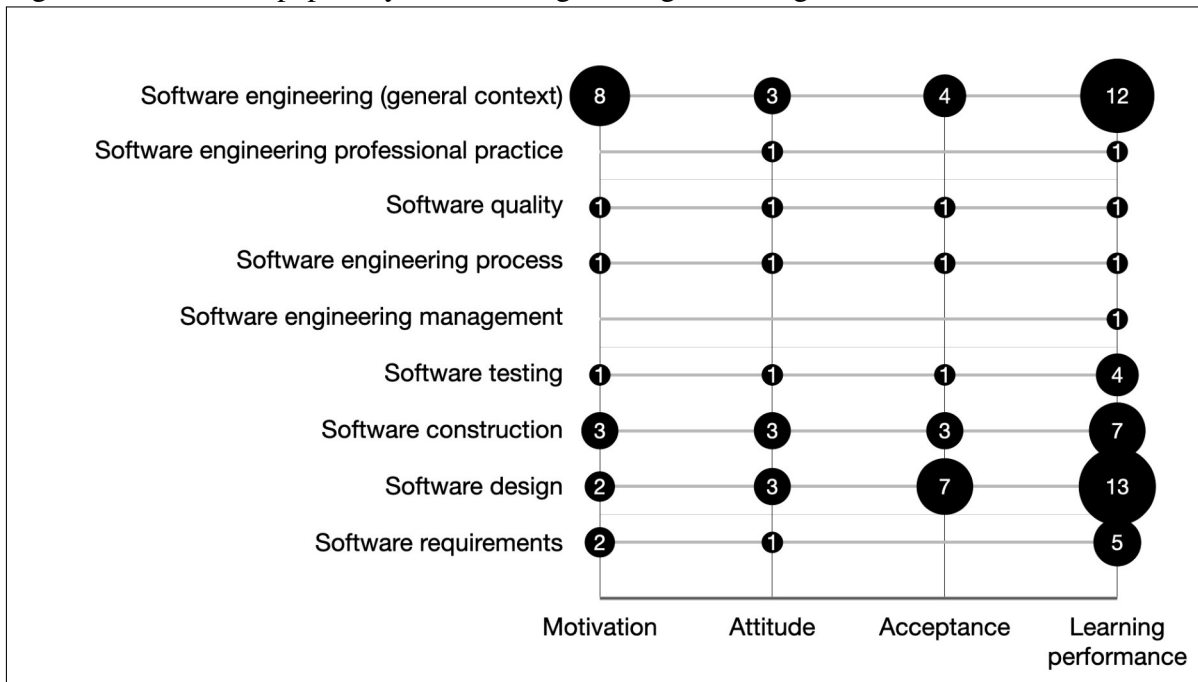 Software engineering (general context) 8 3 4 12
Software engineering professional practice 1 1
Software quality 1 1 1 1
Software engineering process 1 1 1 1
Software engineering management 1
Software testing 1 1 1 4
Software construction 3 3 3 7
Software design 2 3 7 13
Software requirements 2 1 5
Motivation Attitude Acceptance Learning
performance